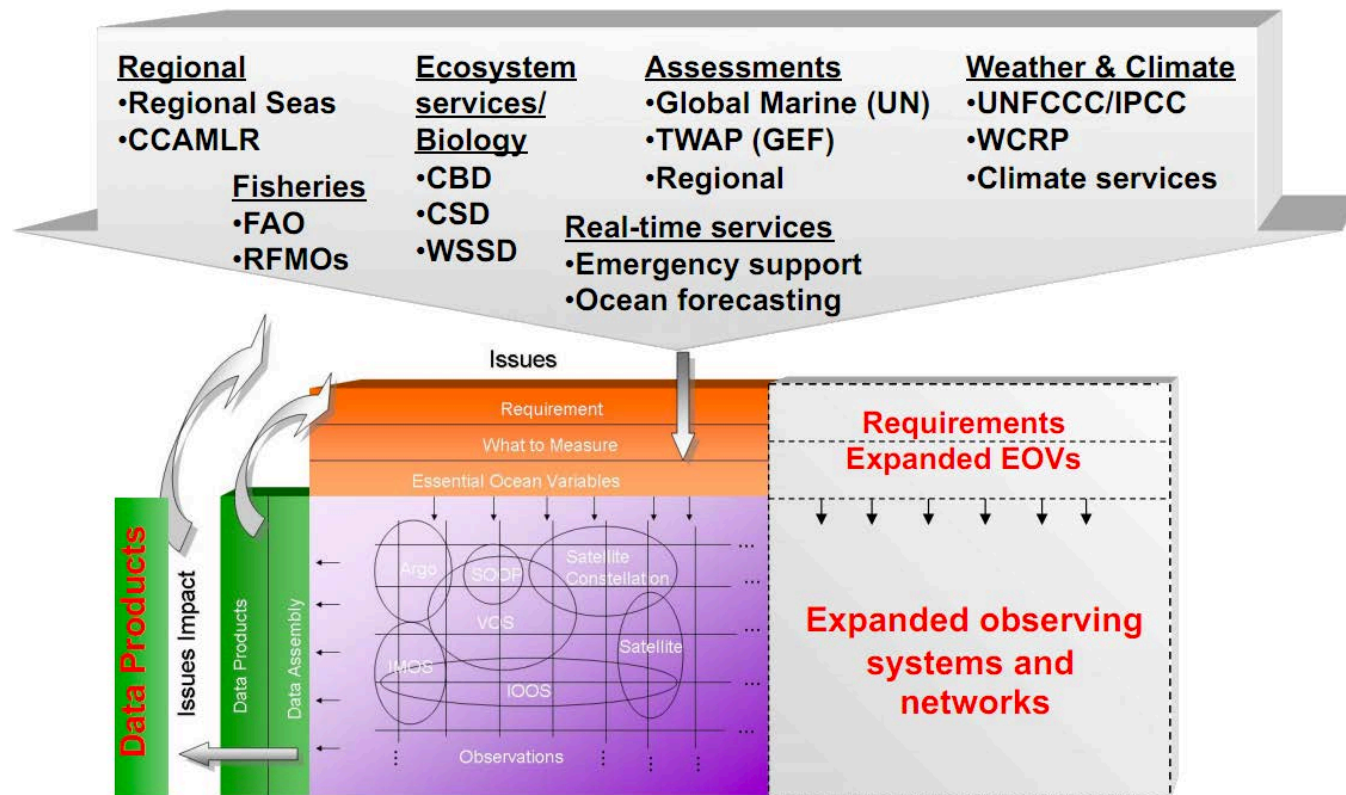 Regional
•Regional Seas
•CCAMLR
Fisheries
•FAO
•RFMOs
Ecosystem
services/
Biology
•CBD
•CSD
•WSSD
Assessments
•Global Marine (UN)
•TWAP (GEF)
•Regional
Real-time services
•Emergency support
•Ocean forecasting
Weather & Climate
•UNFCCC/IPCC
•WCRP
•Climate services
Issues
Requirement
What to Measure
Essential Ocean Variables
Requirements
Expanded EOVs
Data Products
Issues Impact
Data Products
Data Assembly
Argo
SOOP
Satellite
Constellation
VOS
IMOS
Satellite
IOOS
Observations
Expanded observing
systems and
networks